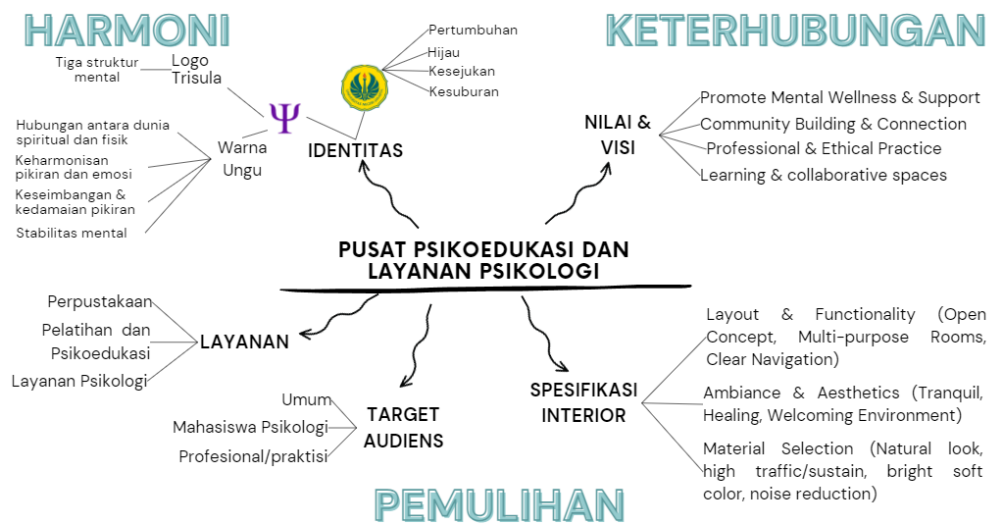 HARMONI
KETERHUBUNGAN
Tiga struktur
mental
Logo
Trisula
Ψ
Hubungan antara dunia
spiritual dan fisik
Keharmonisan
pikiran dan emosi
Keseimbangan &
kedamaian pikiran
Stabilitas mental
Warna
Ungu
Pertumbuhan
Hijau
Kesejukan
Kesuburan
IDENTITAS
NILAI &
VISI
Promote Mental Wellness & Support
Community Building & Connection
Professional & Ethical Practice
Learning & collaborative spaces
PUSAT PSIKOEDUKASI DAN
LAYANAN PSIKOLOGI
Perpustakaan
Pelatihan dan
Psikoedukasi
Layanan Psikologi
LAYANAN
Umum
Mahasiswa Psikologi
Profesional/praktisi
TARGET
AUDIENS
SPESIFIKASI
INTERIOR
Layout & Functionality (Open
Concept, Multi-purpose Rooms,
Clear Navigation)
Ambiance & Aesthetics (Tranquil,
Healing, Welcoming Environment)
Material Selection (Natural look,
high traffic/sustain, bright soft
color, noise reduction)
PEMULIHAN